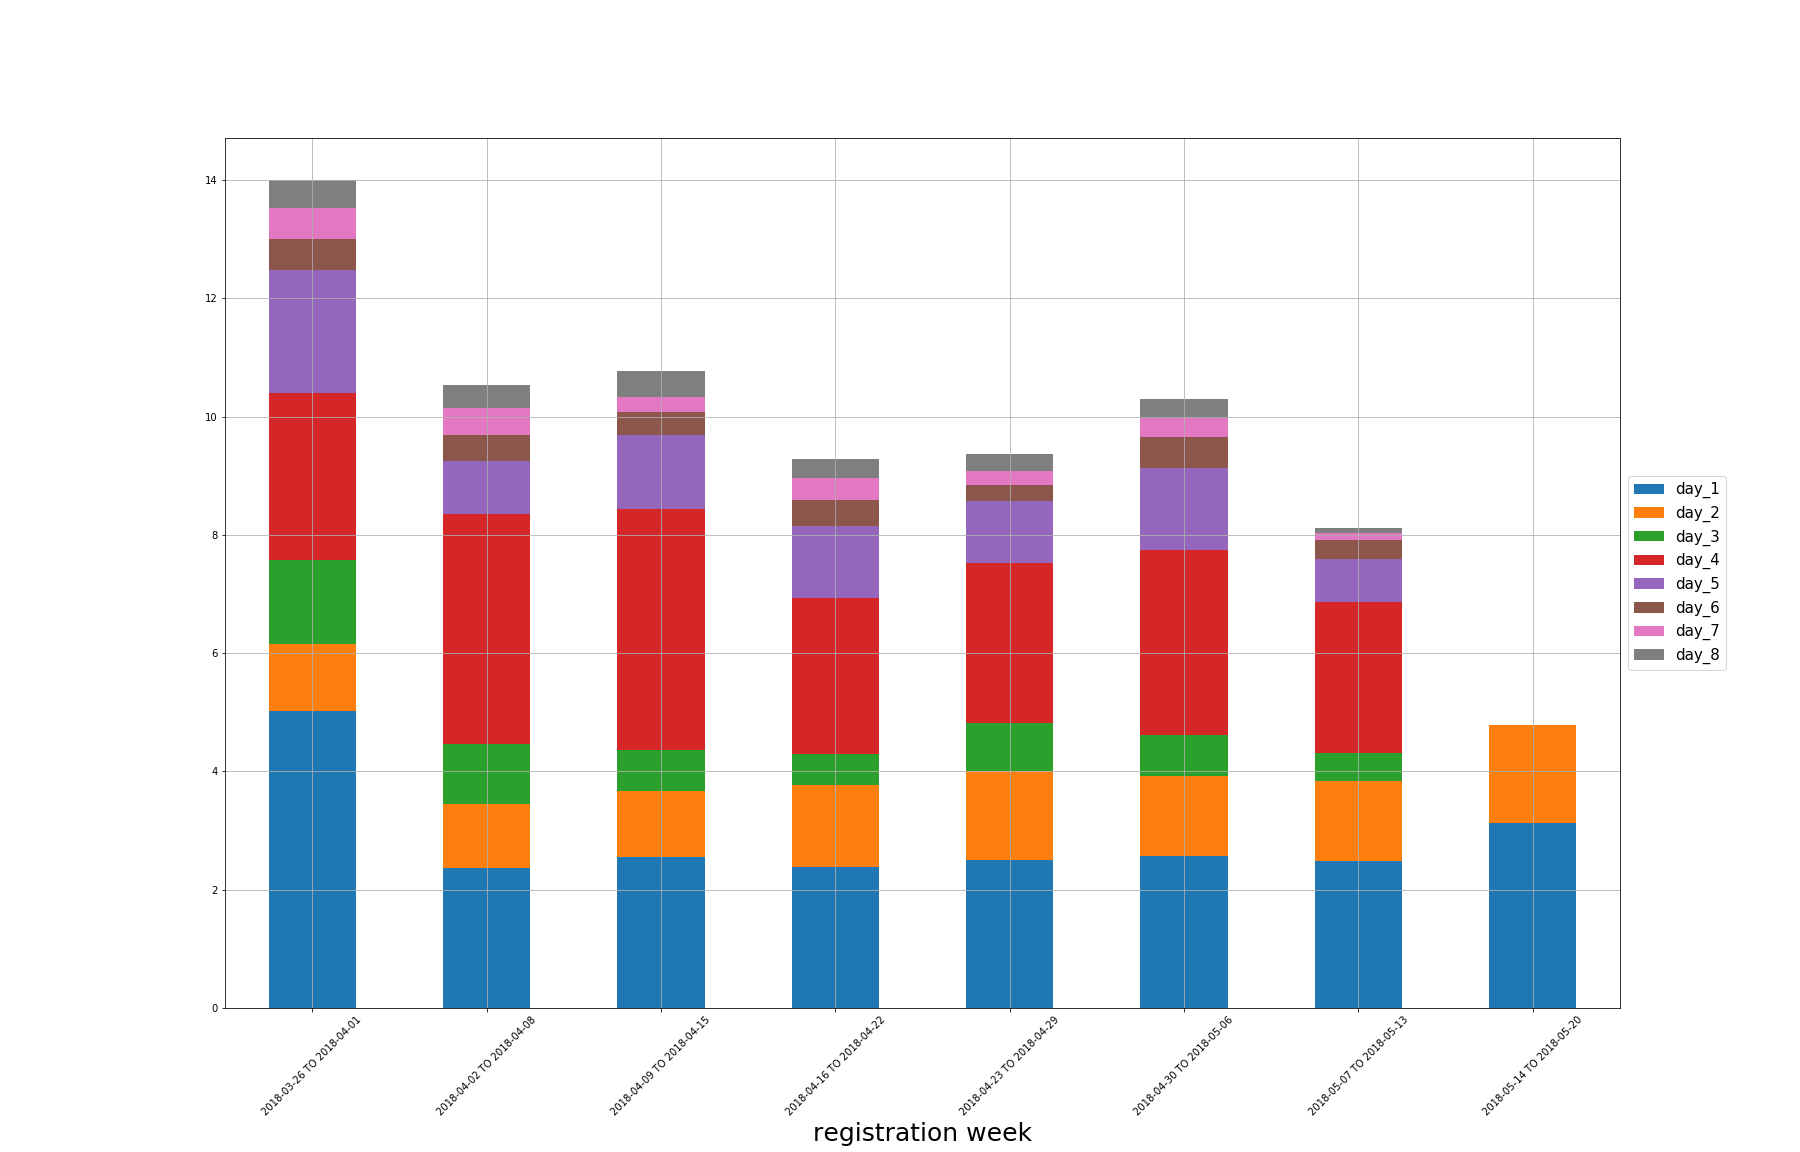 14
12
10
8
6
4
2
0
day_1
day_2
day_3
day_4
day_5
day_6
day_7
day_8
2018-03-26 TO 2018-04-01
2018-04-02 TO 2018-04-08
2018-04-09 TO 2018-04-15
2018-04-16 TO 2018-04-22
2018-04-23 TO 2018-04-29
2018-04-30 TO 2018-05-06
2018-05-07 TO 2018-05-13
2018-05-14 TO 2018-05-20
registration week